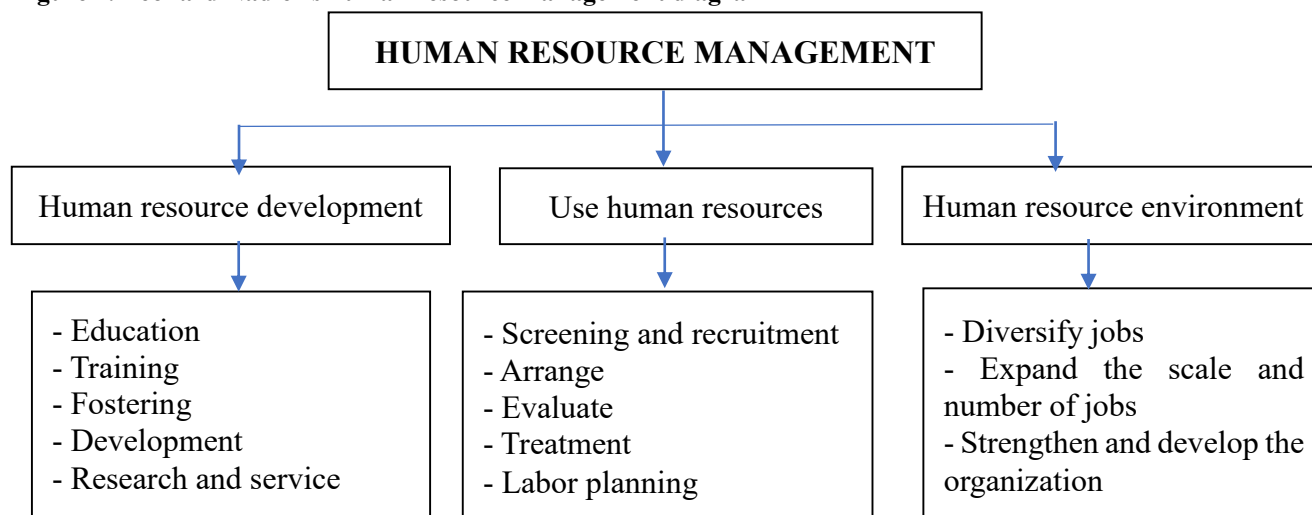 HUMAN RESOURCE MANAGEMENT
Human resource development
Use human resources
Human resource environment
- Education
- Training
- Fostering
- Development
- Research and service
- Screening and recruitment
- Arrange
- Evaluate
- Treatment
- Labor planning
- Diversify jobs
- Expand the scale and
number of jobs
- Strengthen and develop the
organization